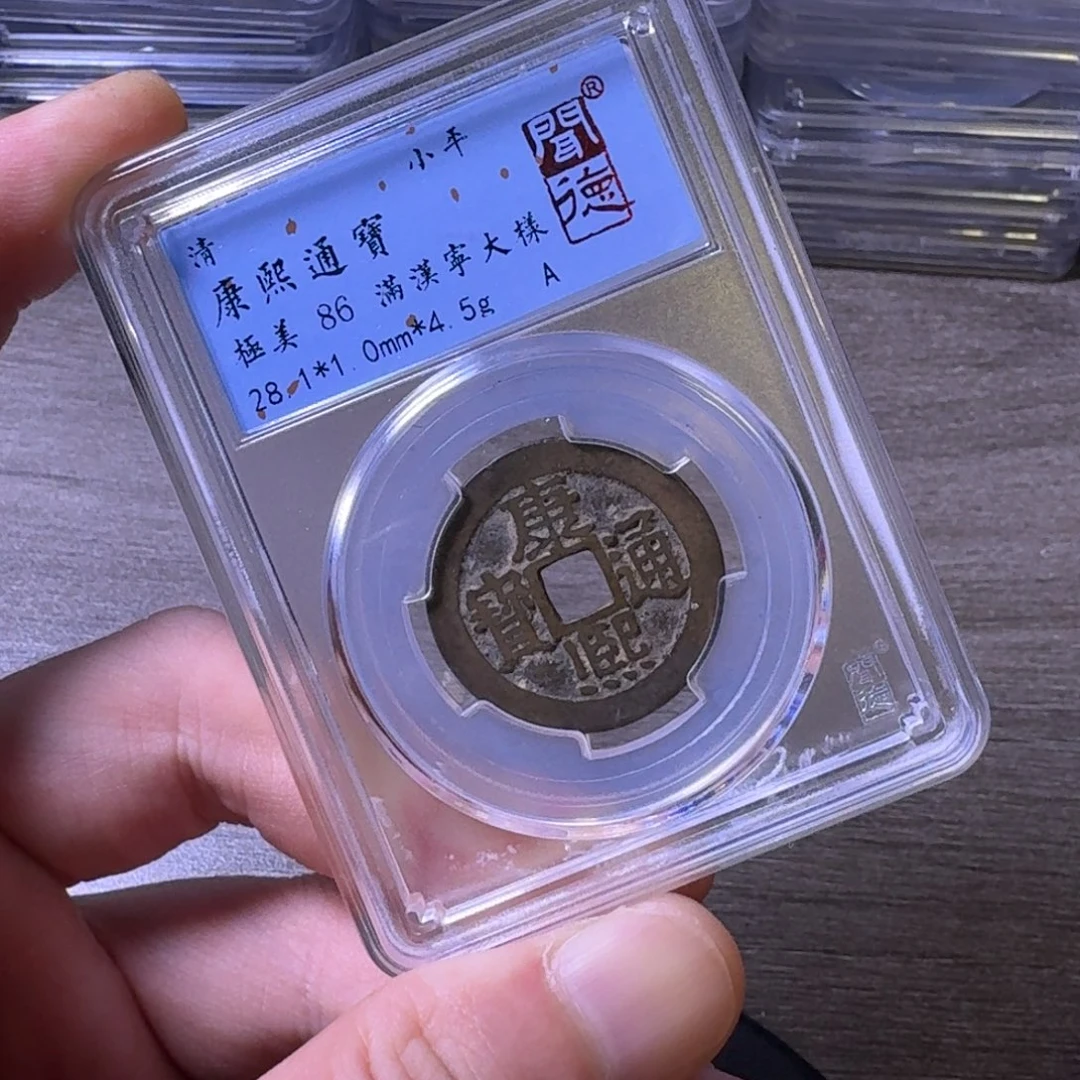 小平
聞德®
清
康熙通寶
極美 86 滿漢寧大樣
28.1*1.0mm*4.5g A
康熙通寶
聞德